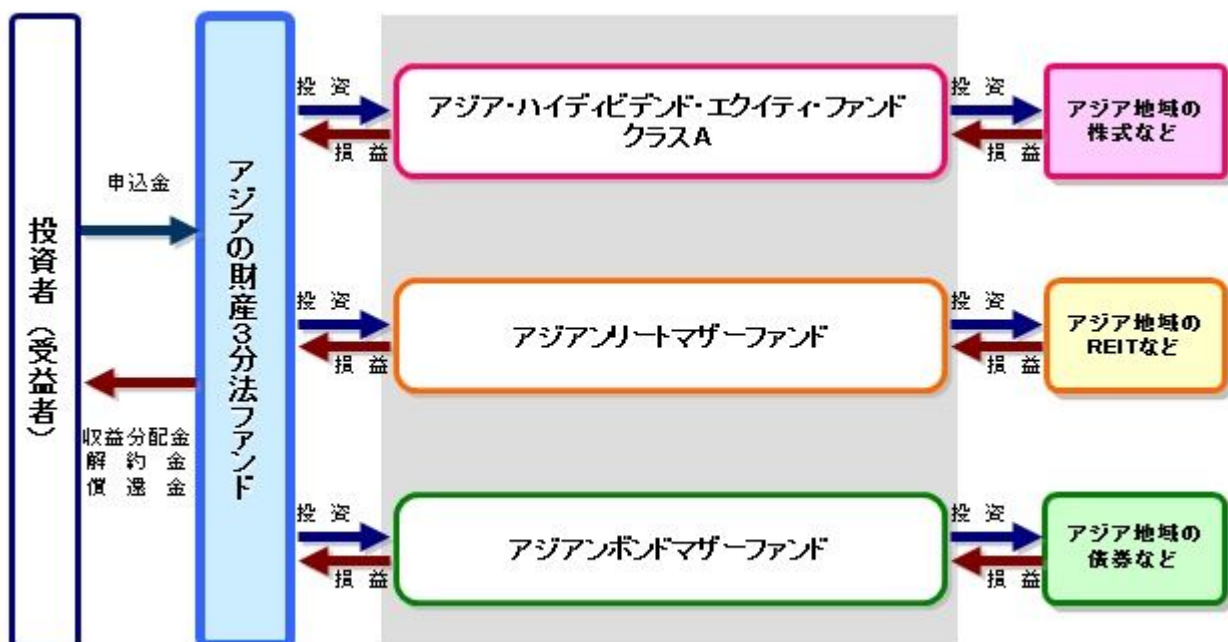 投資者（受益者）
申込金
収益分配金
解約金
償還金
アジアの財産3分法ファンド
投資
損益
アジア・ハイディビデンド・エクイティ・ファンド
クラスA
投資
損益
アジア地域の
株式など
投資
損益
アジアンリートマザーファンド
投資
損益
アジア地域の
REITなど
投資
損益
アジアンボンドマザーファンド
投資
損益
アジア地域の
債券など